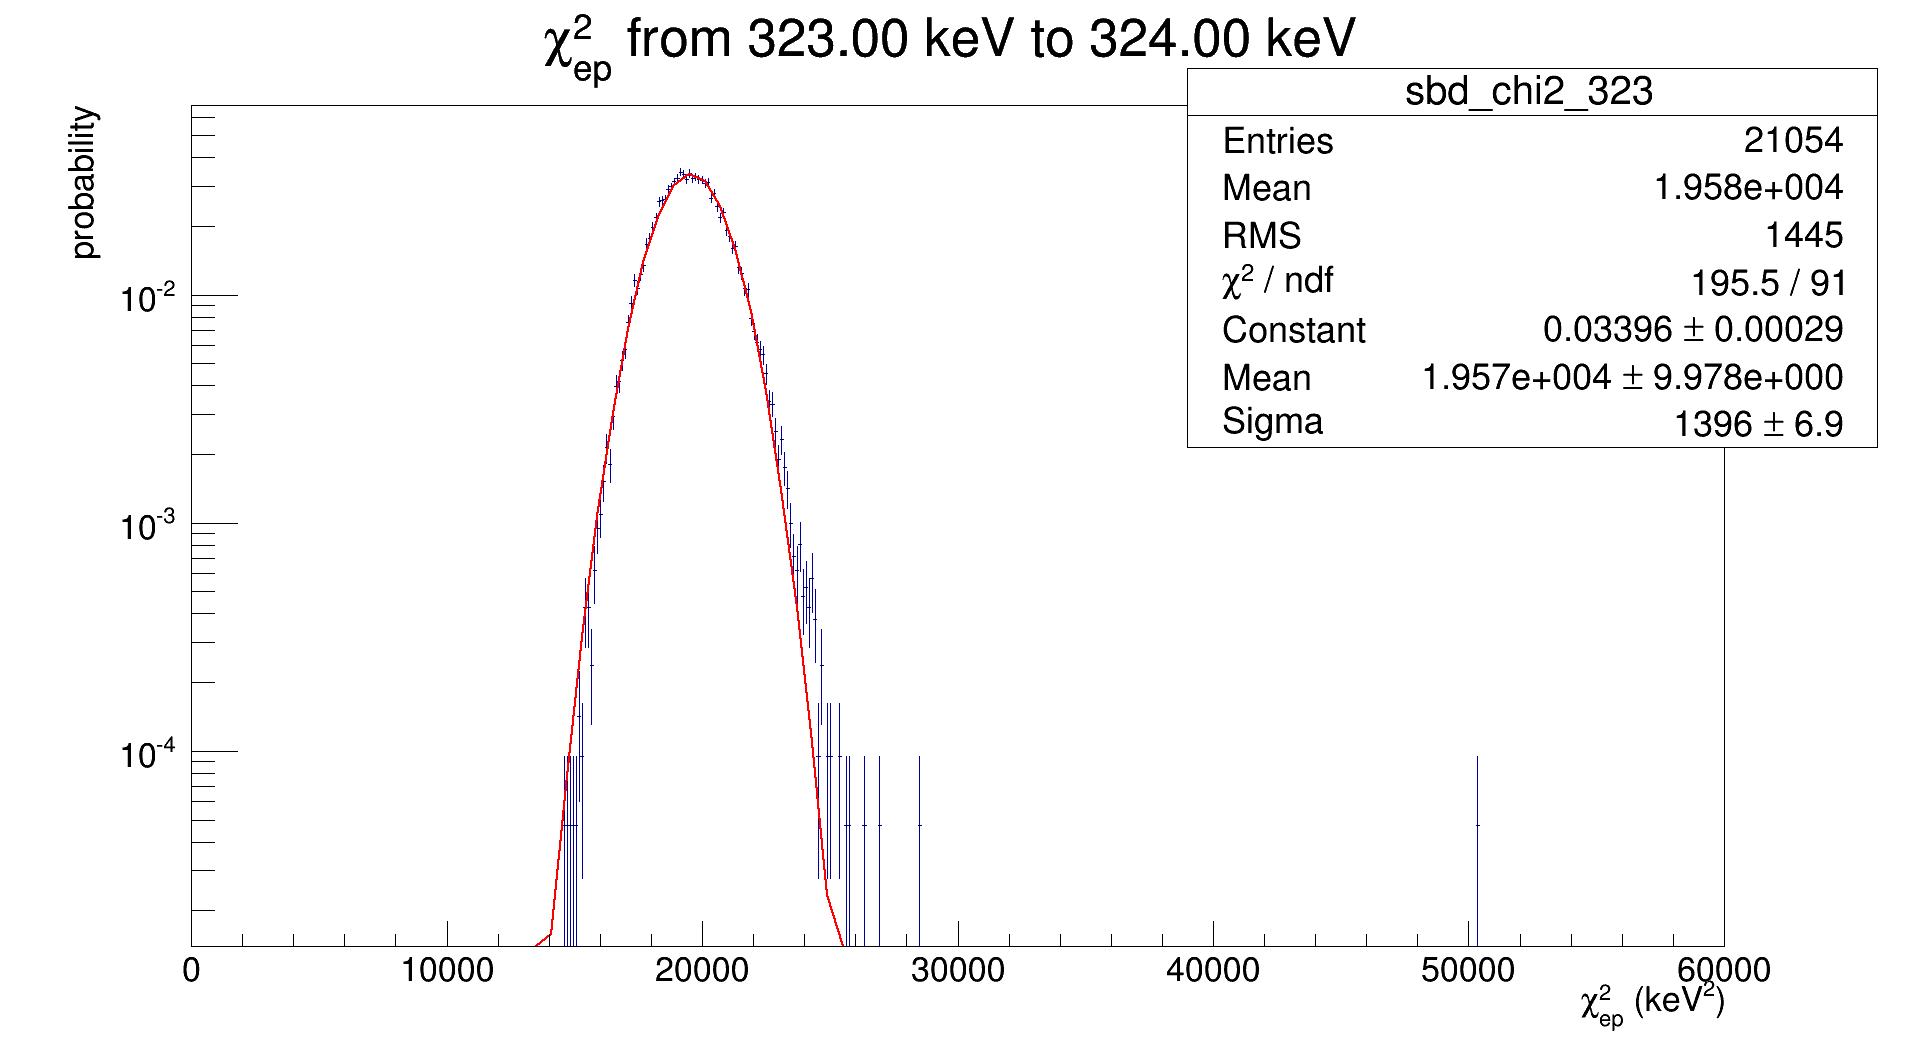 χ²ep from 323.00 keV to 324.00 keV
sbd_chi2_323
Entries 21054
Mean 1.958e+004
RMS 1445
χ² / ndf 195.5 / 91
Constant 0.03396 ± 0.00029
Mean 1.957e+004 ± 9.978e+000
Sigma 1396 ± 6.9
probability
10⁻²
10⁻³
10⁻⁴
0 10000 20000 30000 40000 50000 60000
χ²ep (keV²)